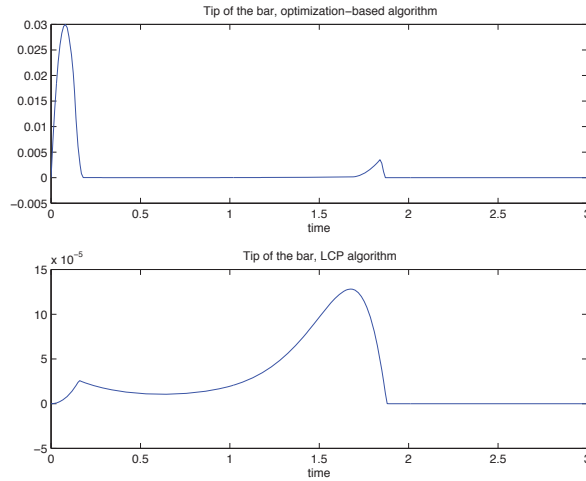 Tip of the bar, optimization−based algorithm
0.03
0.025
0.02
0.015
0.01
0.005
0
−0.005
0 0.5 1 1.5 2 2.5 3
time
x 10−5
Tip of the bar, LCP algorithm
15
10
5
0
−5
0 0.5 1 1.5 2 2.5 3
time